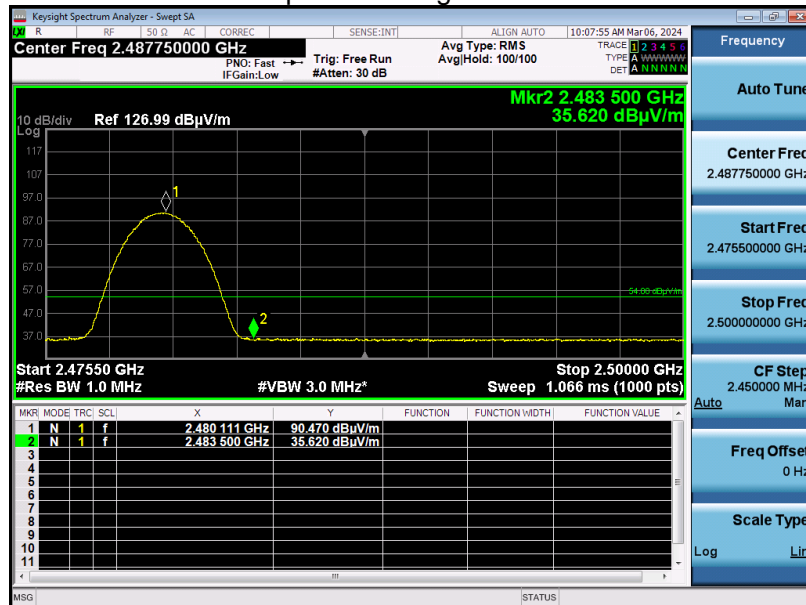 Keysight Spectrum Analyzer - Swept SA
LXI R RF 50 Ω AC CORREC SENSE:INT ALIGN AUTO 10:07:55 AM Mar 06, 2024
Center Freq 2.487750000 GHz
PNO: Fast
IFGain:Low
Trig: Free Run
#Atten: 30 dB
Avg Type: RMS
Avg|Hold: 100/100
TRACE 1 2 3 4 5 6
TYPE A WWWWW
DET A N N N N N
Mkr2 2.483 500 GHz
35.620 dBµV/m
10 dB/div Ref 126.99 dBµV/m
Log
117
107
97.0
87.0
77.0
67.0
57.0
47.0
37.0
1
2
54.00 dBµV/m
Start 2.47550 GHz Stop 2.50000 GHz
#Res BW 1.0 MHz #VBW 3.0 MHz* Sweep 1.066 ms (1000 pts)
MKR MODE TRC SCL X Y FUNCTION FUNCTION WIDTH FUNCTION VALUE
1 N 1 f 2.480 111 GHz 90.470 dBµV/m
2 N 1 f 2.483 500 GHz 35.620 dBµV/m
3
4
5
6
7
8
9
10
11
MSG STATUS
Frequency
Auto Tune
Center Freq
2.487750000 GHz
Start Freq
2.475500000 GHz
Stop Freq
2.500000000 GHz
CF Step
2.450000 MHz
Auto Man
Freq Offset
0 Hz
Scale Type
Log Lin